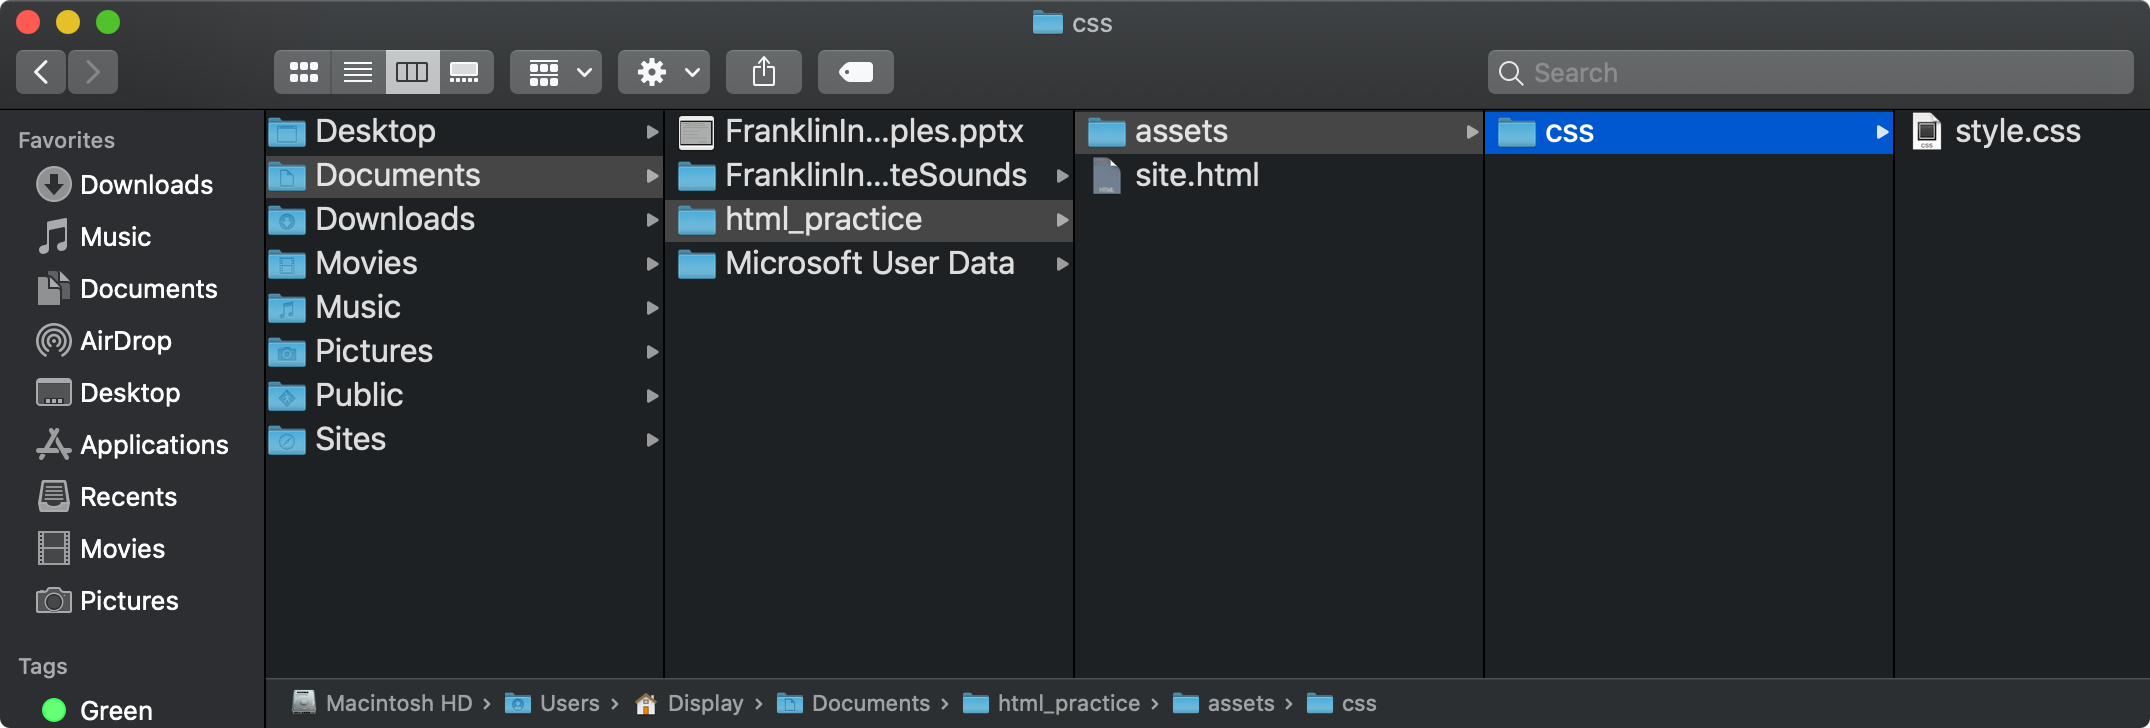 css
Search
Favorites
Downloads
Music
Documents
AirDrop
Desktop
Applications
Recents
Movies
Pictures
Tags
Green
Desktop
Documents
Downloads
Movies
Music
Pictures
Public
Sites
FranklinIn...ples.pptx
FranklinIn...teSounds
html_practice
Microsoft User Data
assets
site.html
css
style.css
Macintosh HD › Users › Display › Documents › html_practice › assets › css